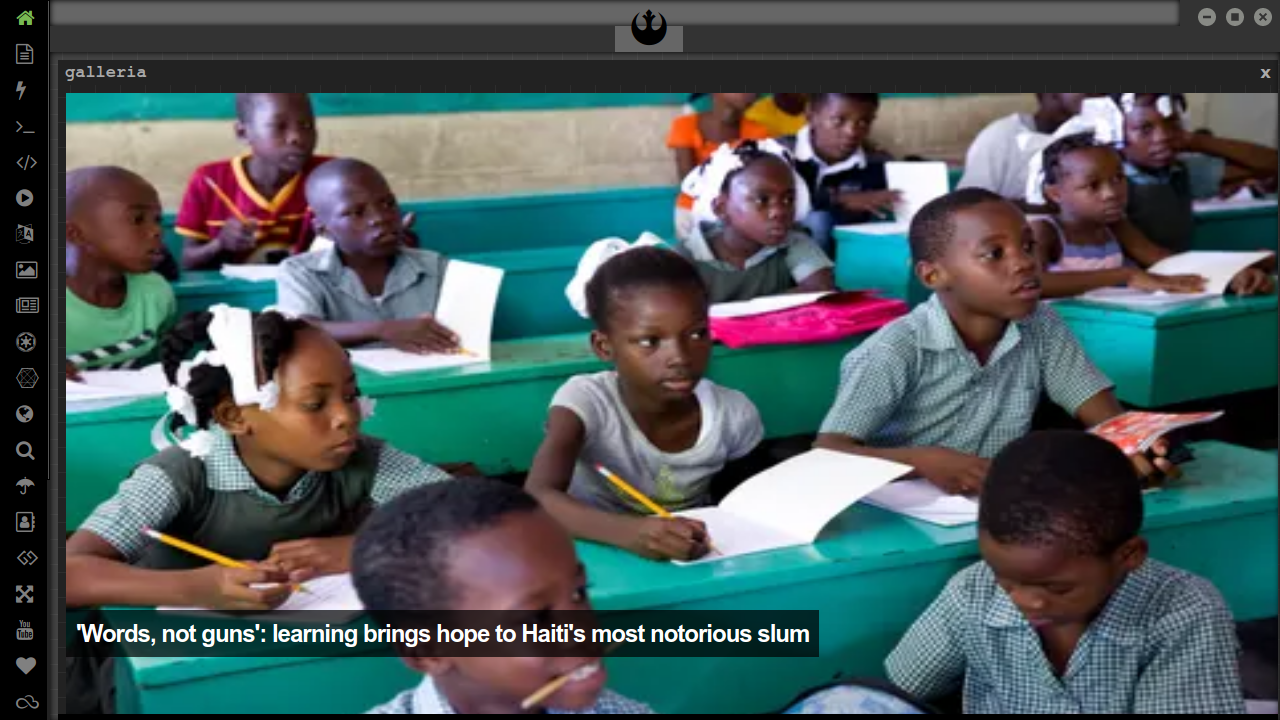 galleria
x
'Words, not guns': learning brings hope to Haiti's most notorious slum
You
Tube